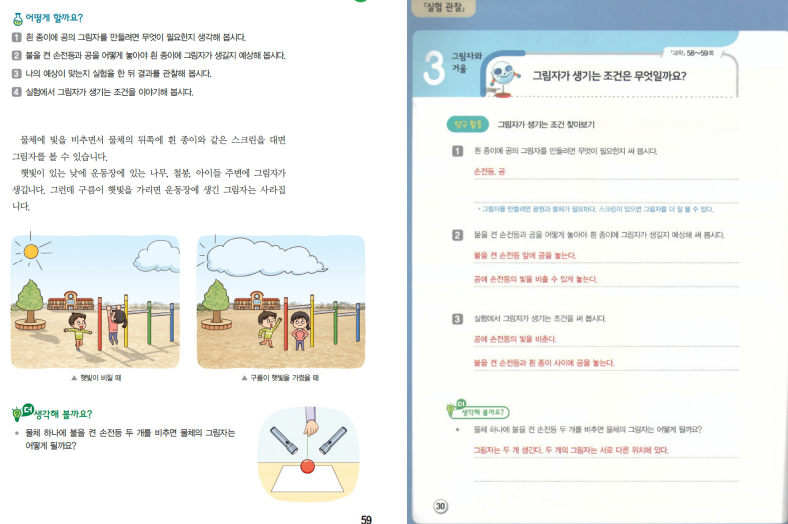 어떻게 할까요?
1 흰 종이에 공의 그림자를 만들려면 무엇이 필요한지 생각해 봅시다.
2 불을 켠 손전등과 공을 어떻게 놓아야 흰 종이에 그림자가 생길지 예상해 봅시다.
3 나의 예상이 맞는지 실험을 한 뒤 결과를 관찰해 봅시다.
4 실험에서 그림자가 생기는 조건을 이야기해 봅시다.
물체에 빛을 비추면서 물체의 뒤쪽에 흰 종이와 같은 스크린을 대면
그림자를 볼 수 있습니다.
햇빛이 있는 낮에 운동장에 있는 나무, 철봉, 아이들 주변에 그림자가
생깁니다. 그런데 구름이 햇빛을 가리면 운동장에 생긴 그림자는 사라집
니다.
▲ 햇빛이 비칠 때
▲ 구름이 햇빛을 가렸을 때
더 생각해 볼까요?
• 물체 하나에 불을 켠 손전등 두 개를 비추면 물체의 그림자는
어떻게 될까요?
59
「실험 관찰」
3 그림자와
거울
「과학」 58~59쪽
그림자가 생기는 조건은 무엇일까요?
탐구 활동 그림자가 생기는 조건 찾아보기
1 흰 종이에 공의 그림자를 만들려면 무엇이 필요한지 써 봅시다.
손전등, 공
• 그림자를 만들려면 광원과 물체가 필요하다. 스크린이 있으면 그림자를 더 잘 볼 수 있다.
2 불을 켠 손전등과 공을 어떻게 놓아야 흰 종이에 그림자가 생길지 예상해 써 봅시다.
불을 켠 손전등 앞에 공을 놓는다.
공에 손전등의 빛을 비출 수 있게 놓는다.
3 실험에서 그림자가 생기는 조건을 써 봅시다.
공에 손전등의 빛을 비춘다.
불을 켠 손전등과 흰 종이 사이에 공을 놓는다.
더 생각해 볼까요?
• 물체 하나에 불을 켠 손전등 두 개를 비추면 물체의 그림자는 어떻게 될까요?
그림자는 두 개 생긴다. 두 개의 그림자는 서로 다른 위치에 있다.
30